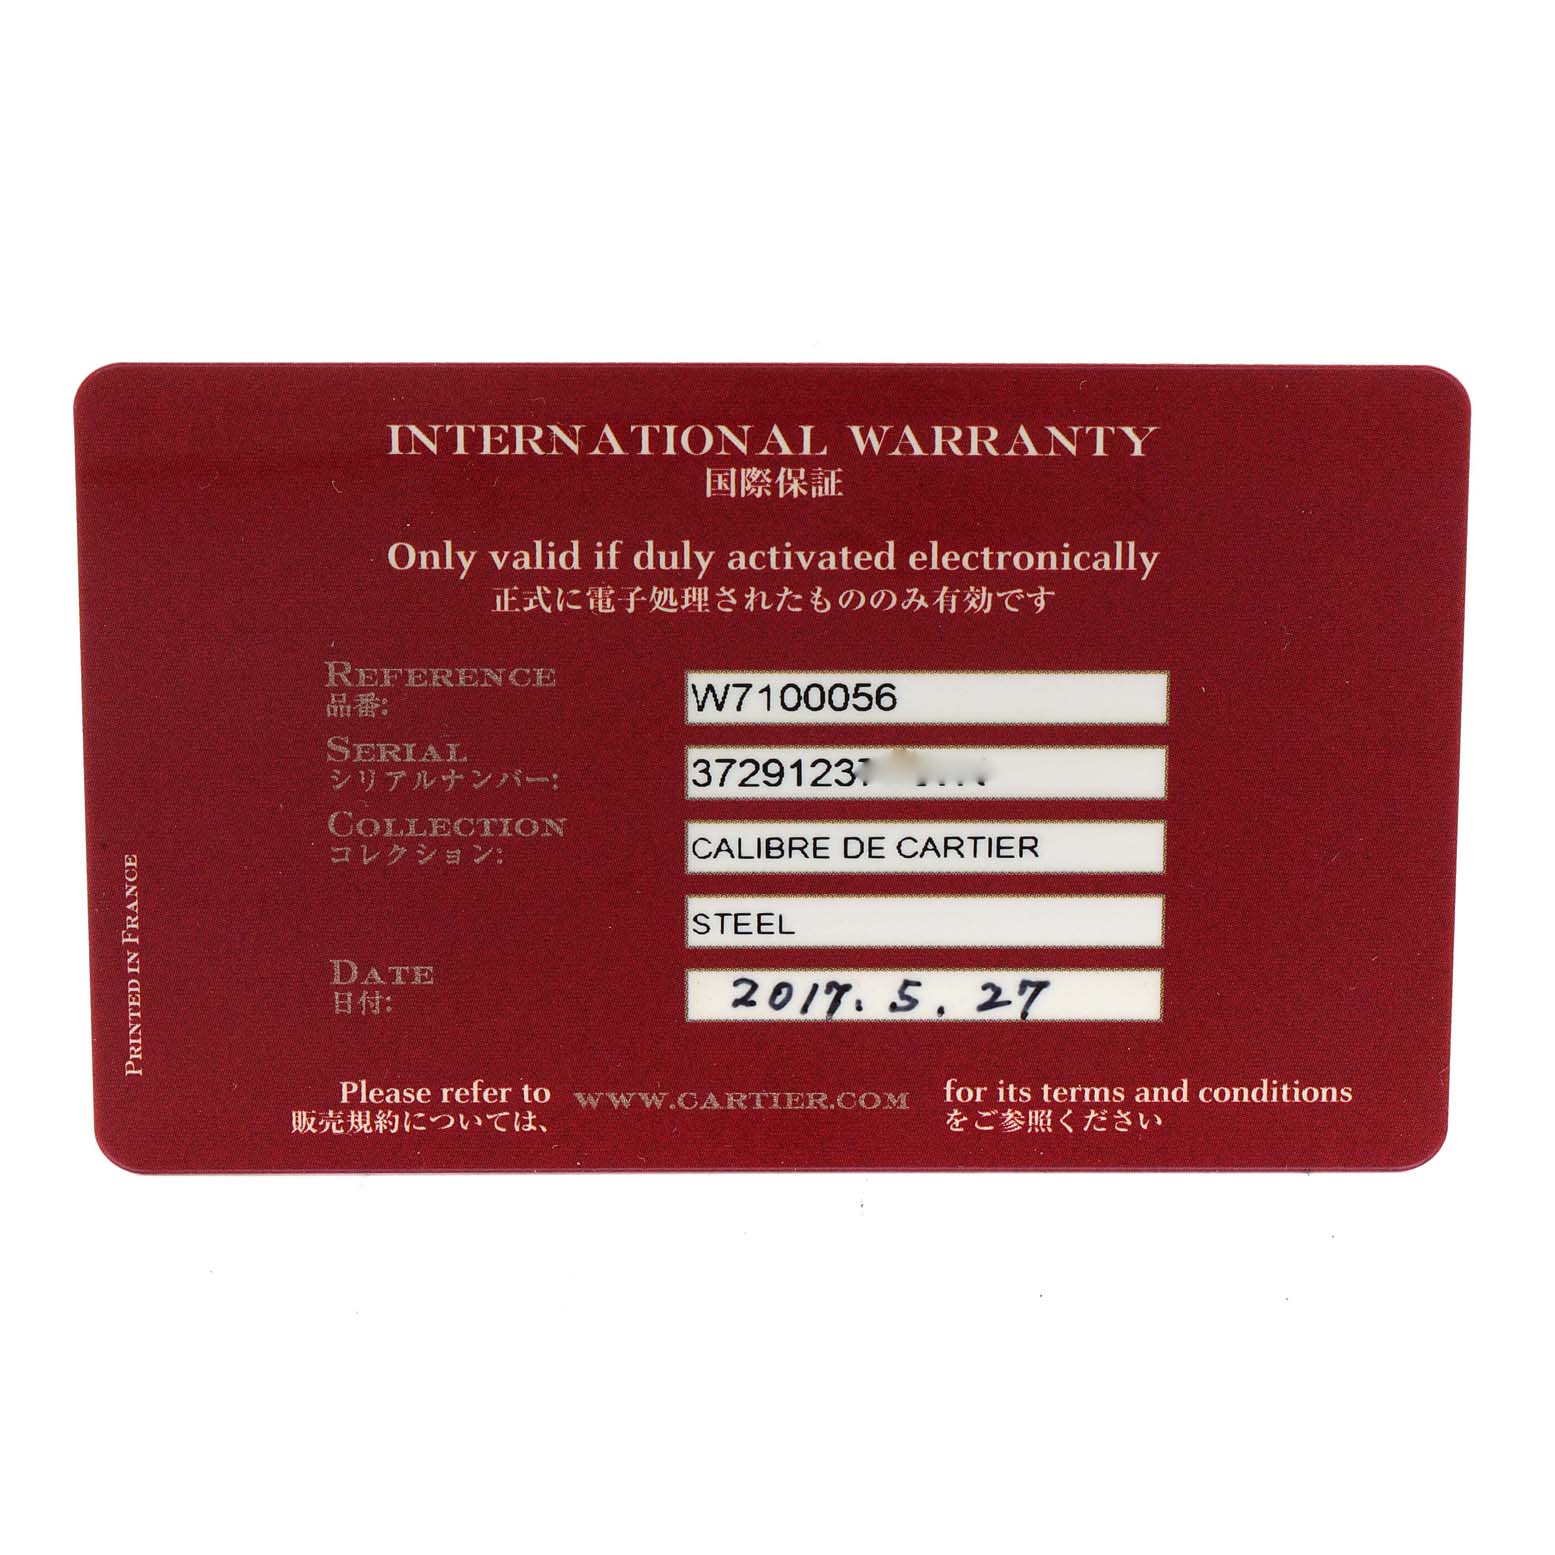 INTERNATIONAL WARRANTY
国際保証
Only valid if duly activated electronically
正式に電子処理されたもののみ有効です
REFERENCE
品番:
W7100056
SERIAL
シリアルナンバー:
37291237
COLLECTION
コレクション:
CALIBRE DE CARTIER
STEEL
DATE
日付:
2017. 5. 27
PRINTED IN FRANCE
Please refer to WWW.CARTIER.COM for its terms and conditions
販売規約については、 をご参照ください